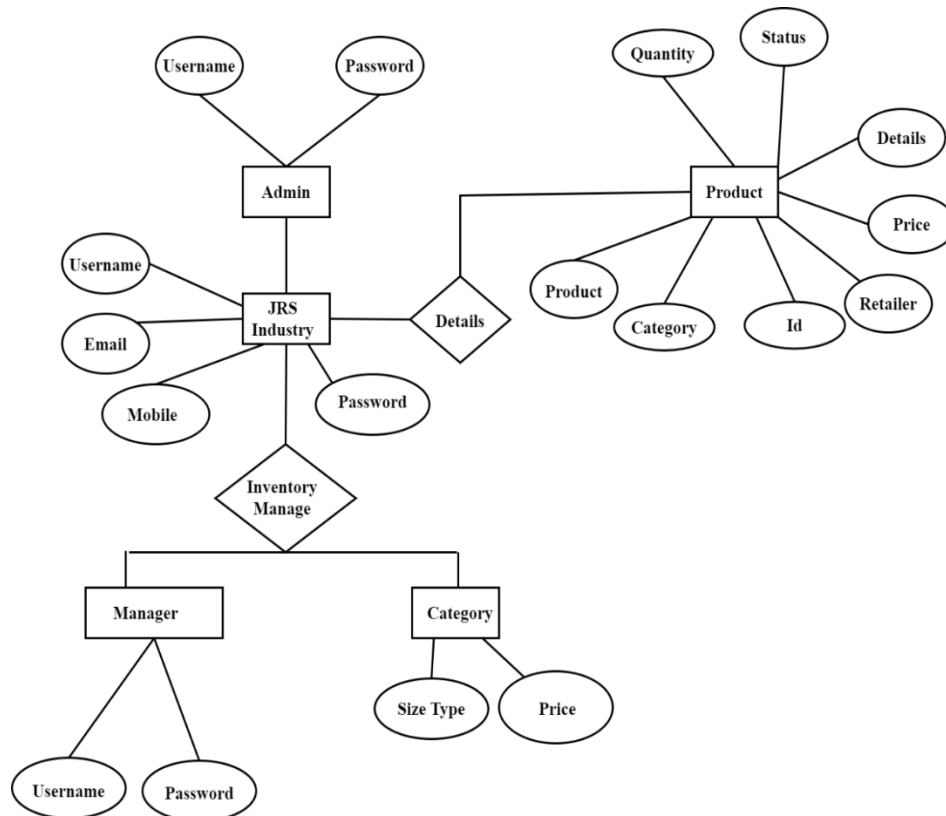 Username
Password
Quantity
Status
Details
Price
Retailer
Id
Category
Product
Product
Admin
Username
Email
Mobile
Password
JRS
Industry
Details
Inventory
Manage
Manager
Category
Username
Password
Size Type
Price